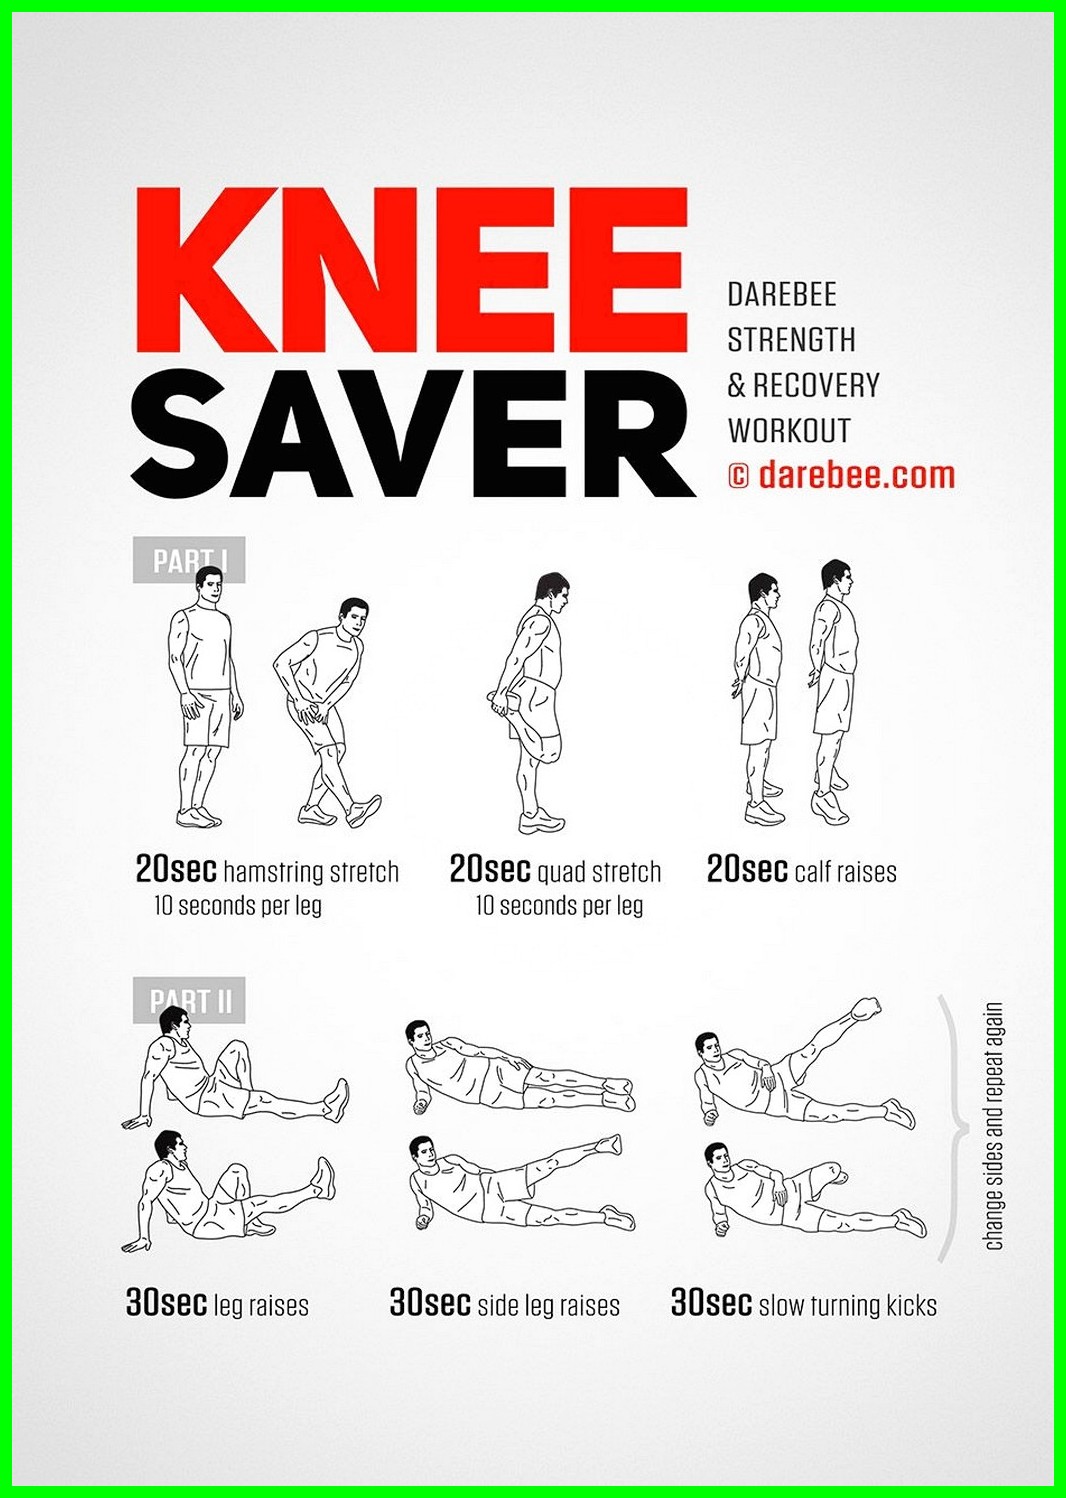 KNEE
SAVER
DAREBEE
STRENGTH
& RECOVERY
WORKOUT
© darebee.com
PART I
20sec hamstring stretch
10 seconds per leg
20sec quad stretch
10 seconds per leg
20sec calf raises
PART II
30sec leg raises
30sec side leg raises
30sec slow turning kicks
change sides and repeat again